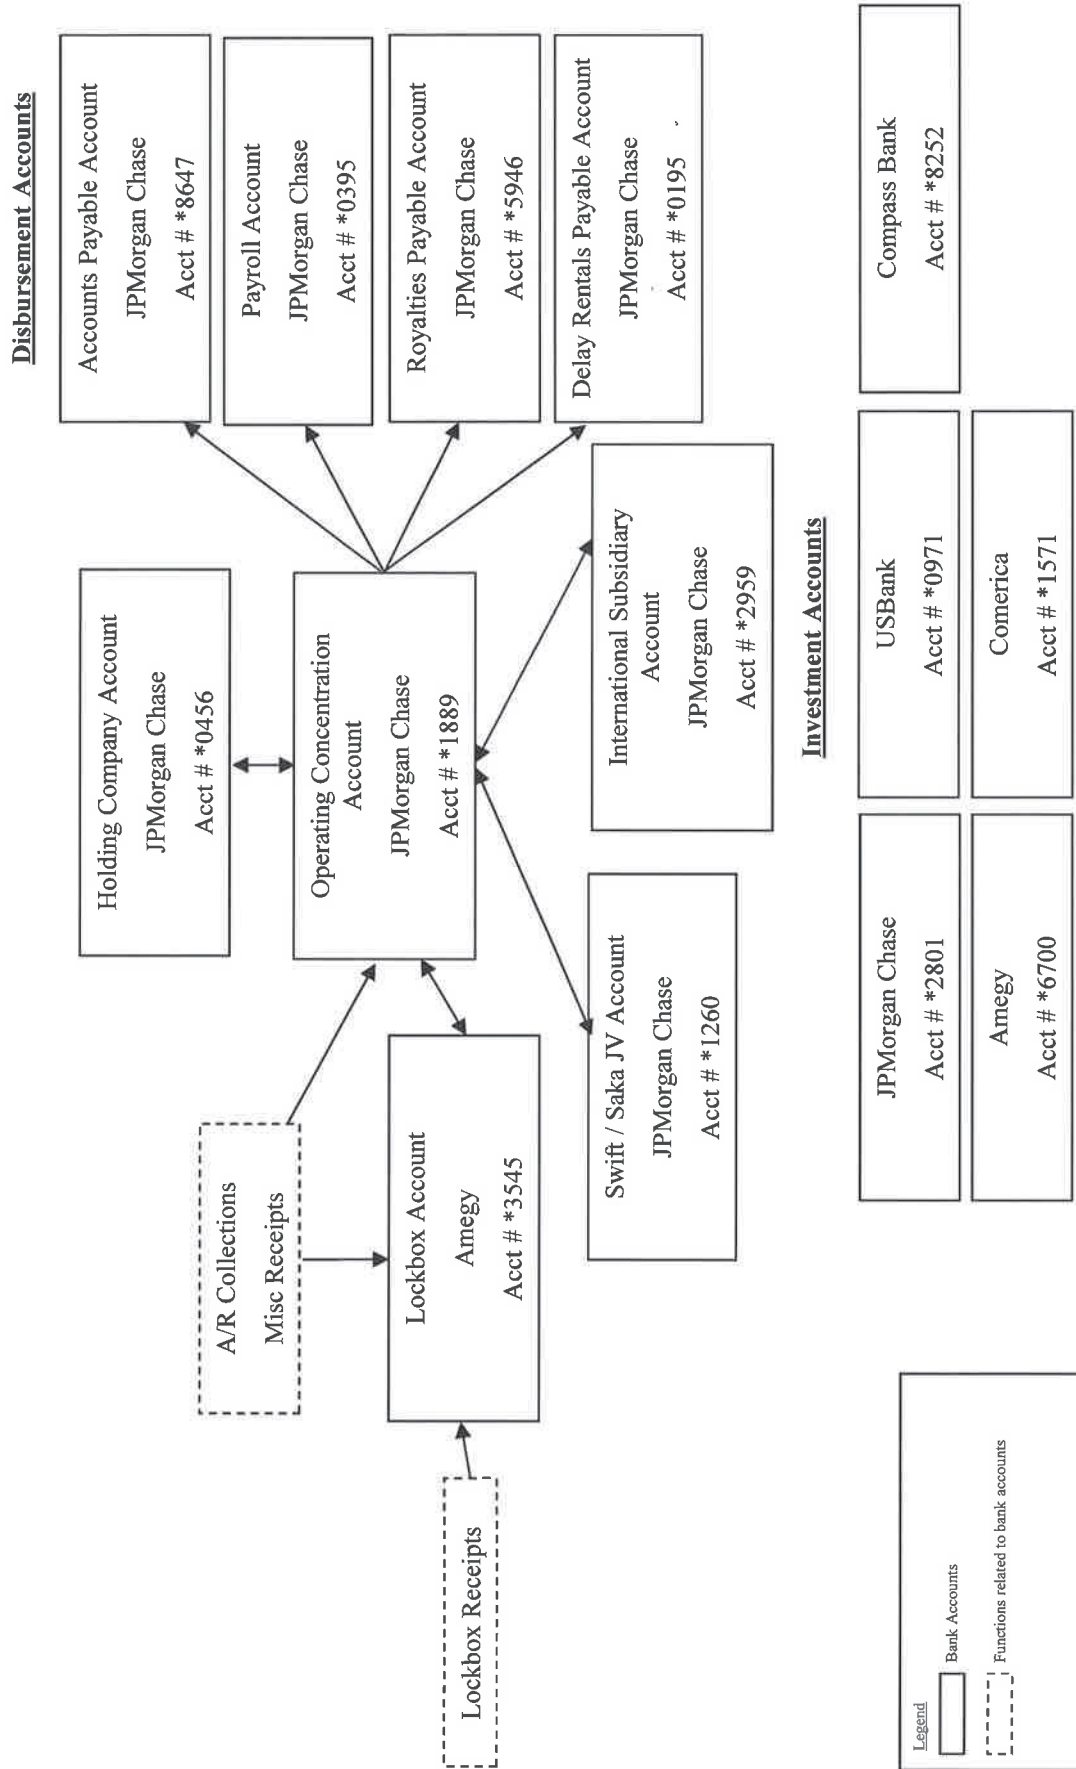 Disbursement Accounts
Holding Company Account
JPMorgan Chase
Acct # *0456
Accounts Payable Account
JPMorgan Chase
Acct # *8647
A/R Collections
Misc Receipts
Operating Concentration
Account
JPMorgan Chase
Acct # *1889
Payroll Account
JPMorgan Chase
Acct # *0395
Lockbox Receipts
Lockbox Account
Amegy
Acct # *3545
Royalties Payable Account
JPMorgan Chase
Acct # *5946
Delay Rentals Payable Account
JPMorgan Chase
Acct # *0195
Swift / Saka JV Account
JPMorgan Chase
Acct # *1260
International Subsidiary
Account
JPMorgan Chase
Acct # *2959
Investment Accounts
JPMorgan Chase
Acct # *2801
USBank
Acct # *0971
Compass Bank
Acct # *8252
Amegy
Acct # *6700
Comerica
Acct # *1571
Legend
Bank Accounts
Functions related to bank accounts